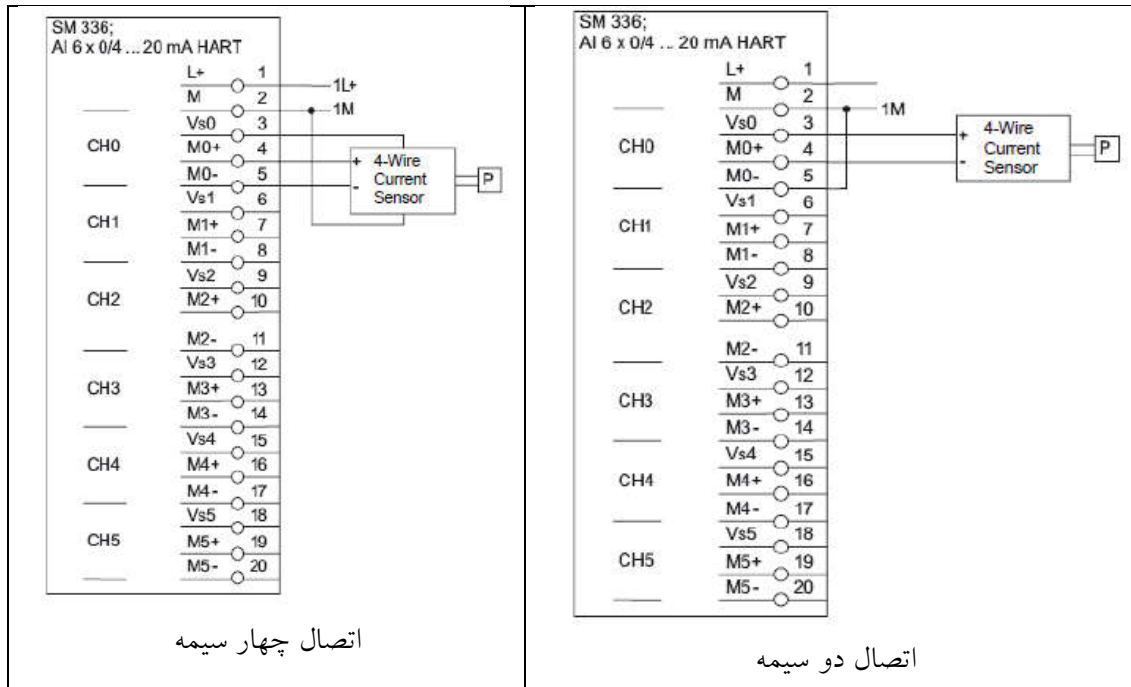 SM 336;
AI 6 x 0/4 ... 20 mA HART
L+ 1
1L+
M 2
1M
Vs0 3
CH0
M0+ 4
M0- 5
+ 4-Wire
Current
- Sensor
P
Vs1 6
CH1
M1+ 7
M1- 8
Vs2 9
CH2
M2+ 10
M2- 11
Vs3 12
CH3
M3+ 13
M3- 14
Vs4 15
CH4
M4+ 16
M4- 17
Vs5 18
CH5
M5+ 19
M5- 20
اتصال چهار سیمه
SM 336;
AI 6 x 0/4 ... 20 mA HART
L+ 1
M 2
1M
Vs0 3
CH0
M0+ 4
M0- 5
+ 4-Wire
Current
- Sensor
P
Vs1 6
CH1
M1+ 7
M1- 8
Vs2 9
CH2
M2+ 10
M2- 11
Vs3 12
CH3
M3+ 13
M3- 14
Vs4 15
CH4
M4+ 16
M4- 17
Vs5 18
CH5
M5+ 19
M5- 20
اتصال دو سیمه